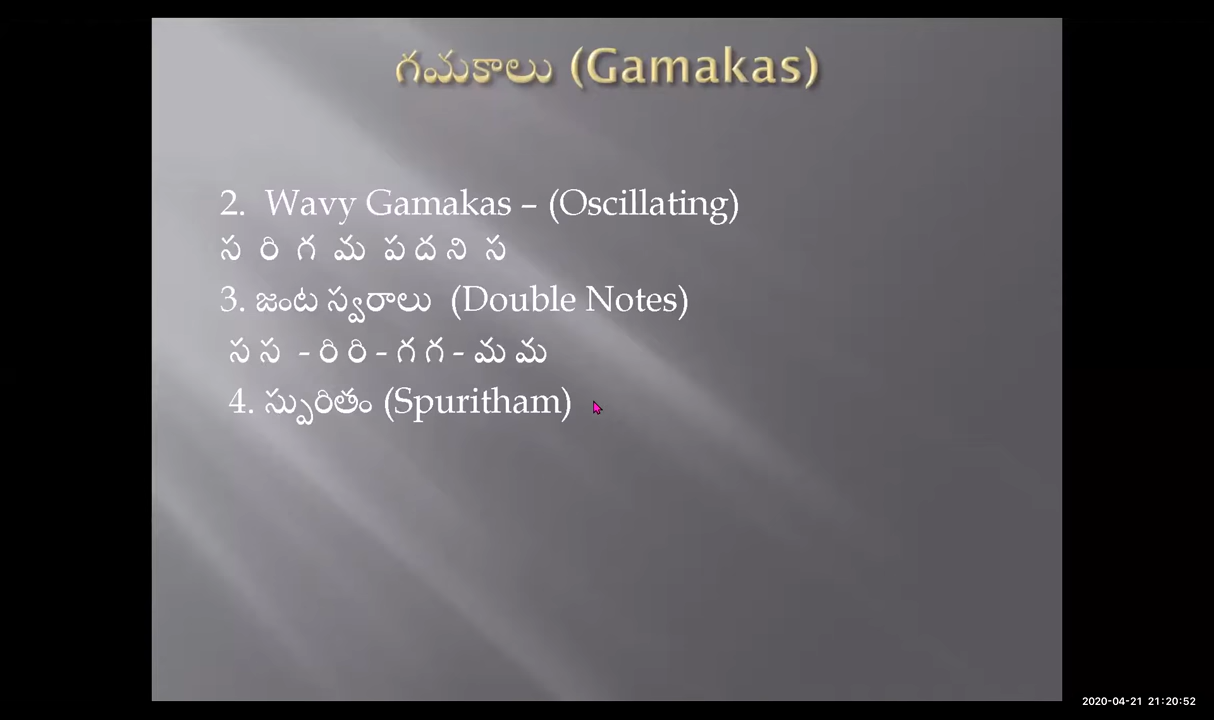 గమకాలు (Gamakas)
2. Wavy Gamakas – (Oscillating)
స రి గ మ ప ద ని స
3. జంట స్వరాలు (Double Notes)
స స - రి రి - గ గ - మ మ
4. స్పురితం (Spuritham)
2020-04-21 21:20:52